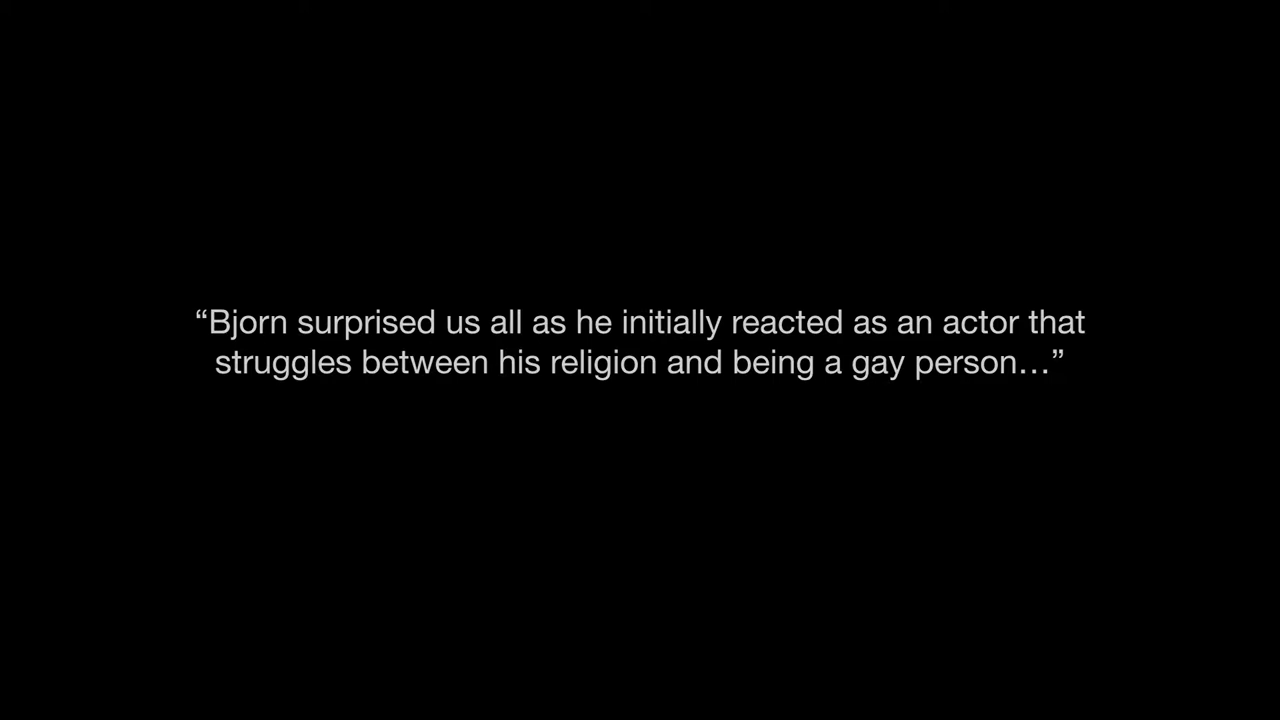 “Bjorn surprised us all as he initially reacted as an actor that
struggles between his religion and being a gay person…”